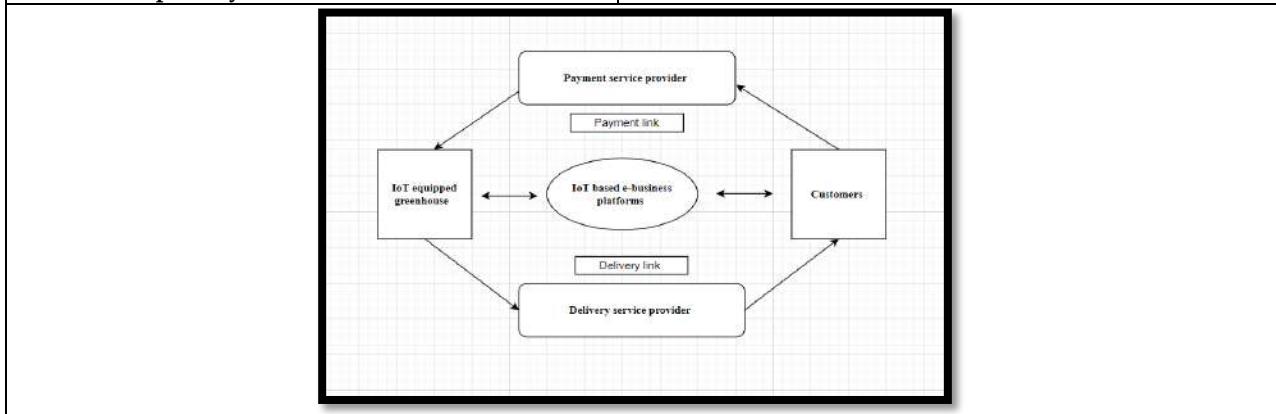 Payment service provider
Payment link
IoT equipped
greenhouse
IoT based e-business
platforms
Customers
Delivery link
Delivery service provider